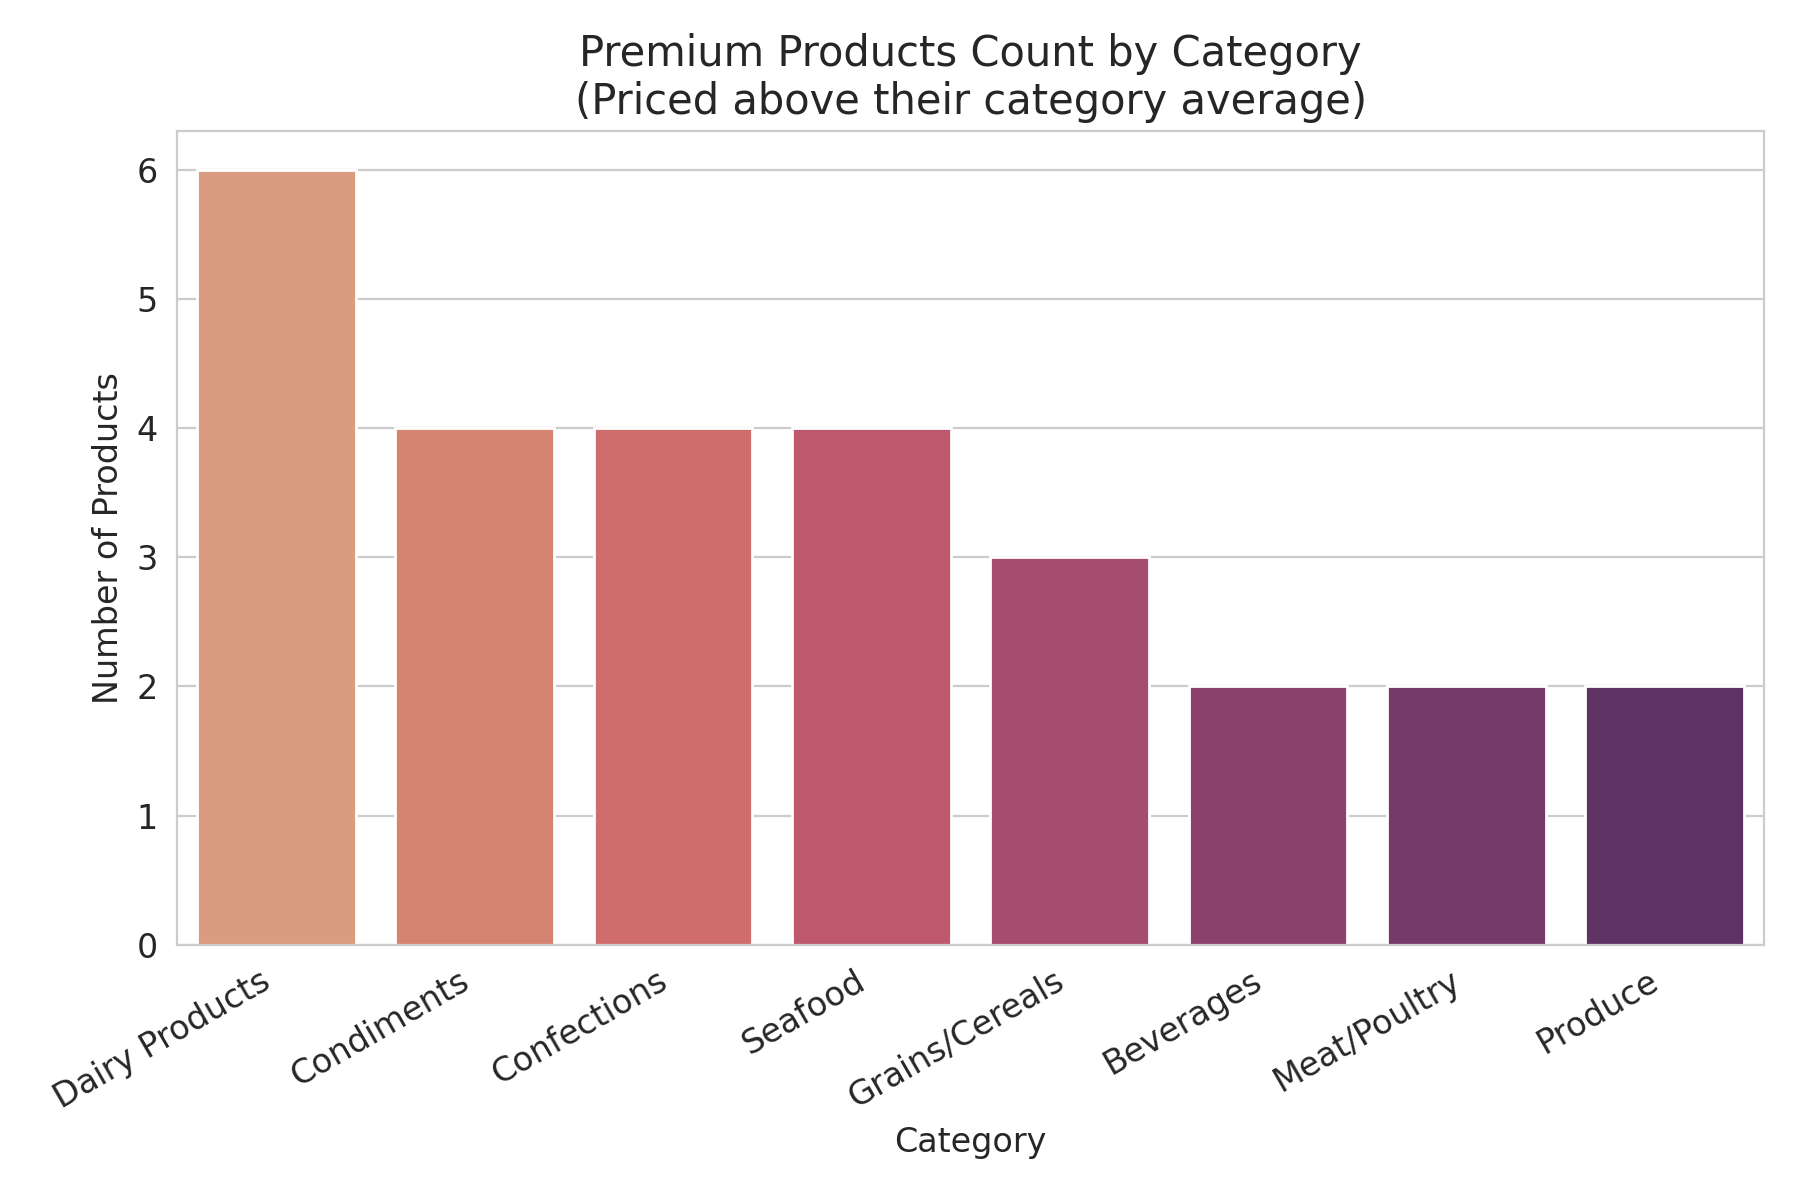 Premium Products Count by Category
(Priced above their category average)
Number of Products
6
5
4
3
2
1
0
Dairy Products
Condiments
Confections
Seafood
Grains/Cereals
Beverages
Meat/Poultry
Produce
Category